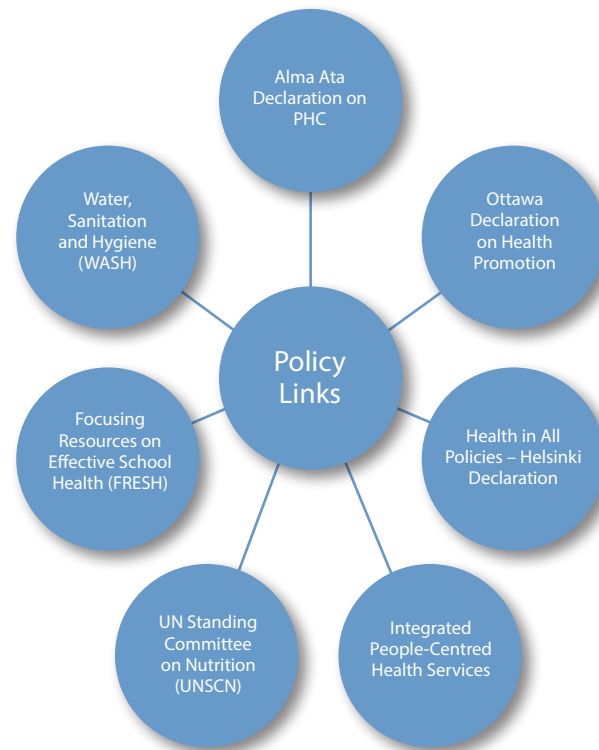 Alma Ata
Declaration on
PHC
Ottawa
Declaration
on Health
Promotion
Health in All
Policies – Helsinki
Declaration
Integrated
People-Centred
Health Services
UN Standing
Committee
on Nutrition
(UNSCN)
Focusing
Resources on
Effective School
Health (FRESH)
Water,
Sanitation
and Hygiene
(WASH)
Policy
Links